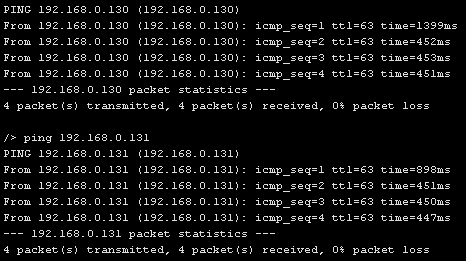 PING 192.168.0.130 (192.168.0.130)
From 192.168.0.130 (192.168.0.130): icmp_seq=1 ttl=63 time=1399ms
From 192.168.0.130 (192.168.0.130): icmp_seq=2 ttl=63 time=452ms
From 192.168.0.130 (192.168.0.130): icmp_seq=3 ttl=63 time=453ms
From 192.168.0.130 (192.168.0.130): icmp_seq=4 ttl=63 time=451ms
--- 192.168.0.130 packet statistics ---
4 packet(s) transmitted, 4 packet(s) received, 0% packet loss
/> ping 192.168.0.131
PING 192.168.0.131 (192.168.0.131)
From 192.168.0.131 (192.168.0.131): icmp_seq=1 ttl=63 time=898ms
From 192.168.0.131 (192.168.0.131): icmp_seq=2 ttl=63 time=451ms
From 192.168.0.131 (192.168.0.131): icmp_seq=3 ttl=63 time=450ms
From 192.168.0.131 (192.168.0.131): icmp_seq=4 ttl=63 time=447ms
--- 192.168.0.131 packet statistics ---
4 packet(s) transmitted, 4 packet(s) received, 0% packet loss